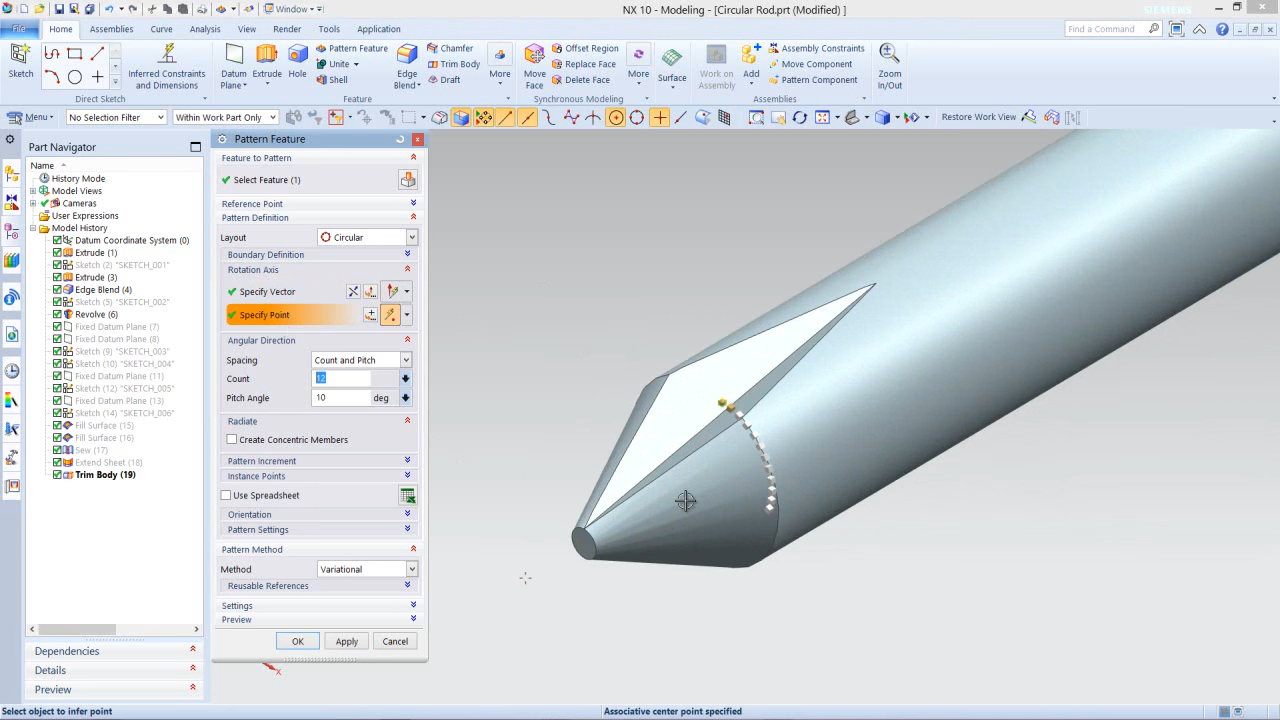 NX 10 - Modeling - [Circular Rod.prt (Modified) ]
SIEMENS
Window
File
Home
Assemblies
Curve
Analysis
View
Render
Tools
Application
Find a Command
Sketch
Inferred Constraints
and Dimensions
Direct Sketch
Datum
Plane
Extrude
Hole
Pattern Feature
Unite
Shell
Edge
Blend
Chamfer
Trim Body
Draft
More
Feature
Move
Face
Offset Region
Replace Face
Delete Face
More
Synchronous Modeling
Surface
Work on
Assembly
Add
Assembly Constraints
Move Component
Pattern Component
Assemblies
Zoom
In/Out
Menu
No Selection Filter
Within Work Part Only
Restore Work View
Part Navigator
Name
History Mode
Model Views
Cameras
User Expressions
Model History
Datum Coordinate System (0)
Extrude (1)
Sketch (2) "SKETCH_001"
Extrude (3)
Edge Blend (4)
Sketch (5) "SKETCH_002"
Revolve (6)
Fixed Datum Plane (7)
Fixed Datum Plane (8)
Sketch (9) "SKETCH_003"
Sketch (10) "SKETCH_004"
Fixed Datum Plane (11)
Sketch (12) "SKETCH_005"
Fixed Datum Plane (13)
Sketch (14) "SKETCH_006"
Fill Surface (15)
Fill Surface (16)
Sew (17)
Extend Sheet (18)
Trim Body (19)
Dependencies
Details
Preview
Pattern Feature
Feature to Pattern
Select Feature (1)
Reference Point
Pattern Definition
Layout
Circular
Boundary Definition
Rotation Axis
Specify Vector
Specify Point
Angular Direction
Spacing
Count and Pitch
Count
12
Pitch Angle
10
deg
Radiate
Create Concentric Members
Pattern Increment
Instance Points
Use Spreadsheet
Orientation
Pattern Settings
Pattern Method
Method
Variational
Reusable References
Settings
Preview
OK
Apply
Cancel
X
Select object to infer point
Associative center point specified